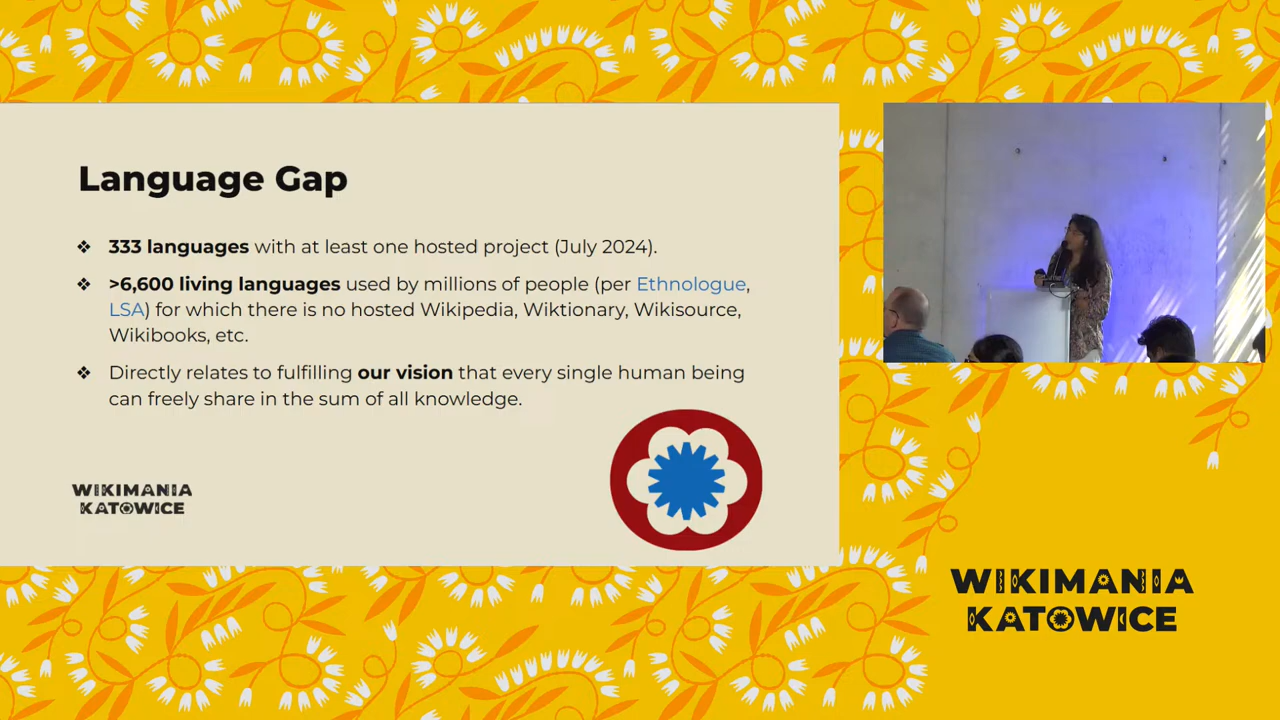 Language Gap
❖ 333 languages with at least one hosted project (July 2024).
❖ >6,600 living languages used by millions of people (per Ethnologue,
LSA) for which there is no hosted Wikipedia, Wiktionary, Wikisource,
Wikibooks, etc.
❖ Directly relates to fulfilling our vision that every single human being
can freely share in the sum of all knowledge.
WIKIMANIA
KATOWICE
WIKIMANIA
KATOWICE